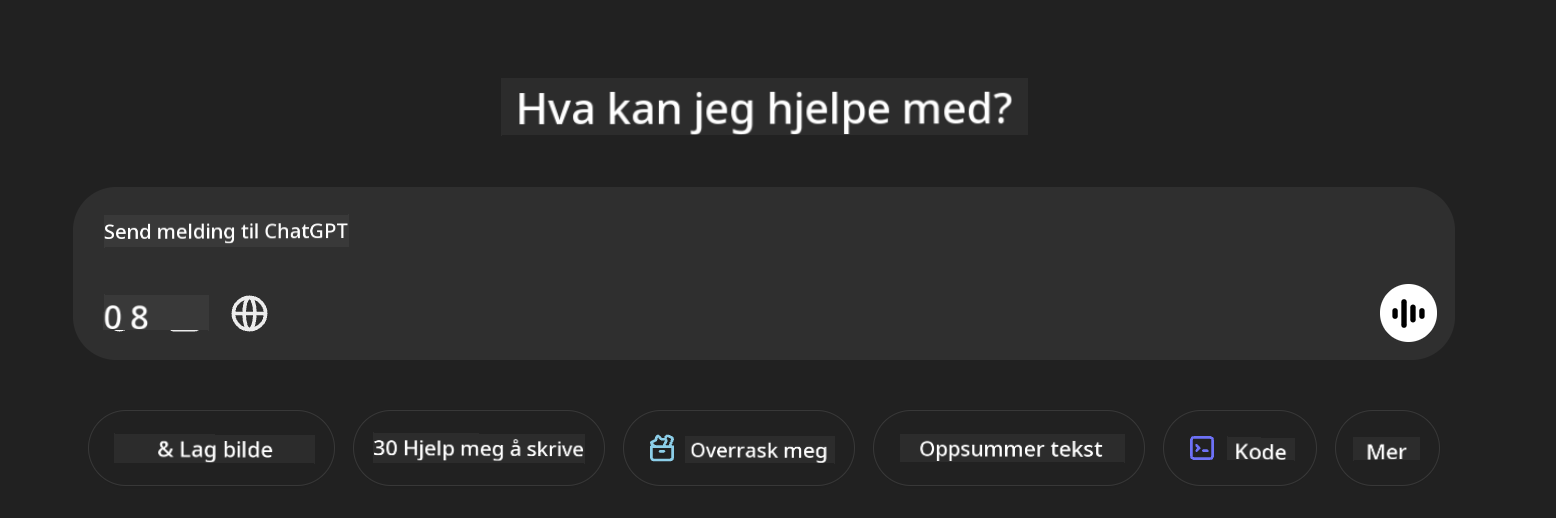 Hva kan jeg hjelpe med?
Send melding til ChatGPT
0 8
& Lag bilde
30 Hjelp meg å skrive
Overrask meg
Oppsummer tekst
Kode
Mer